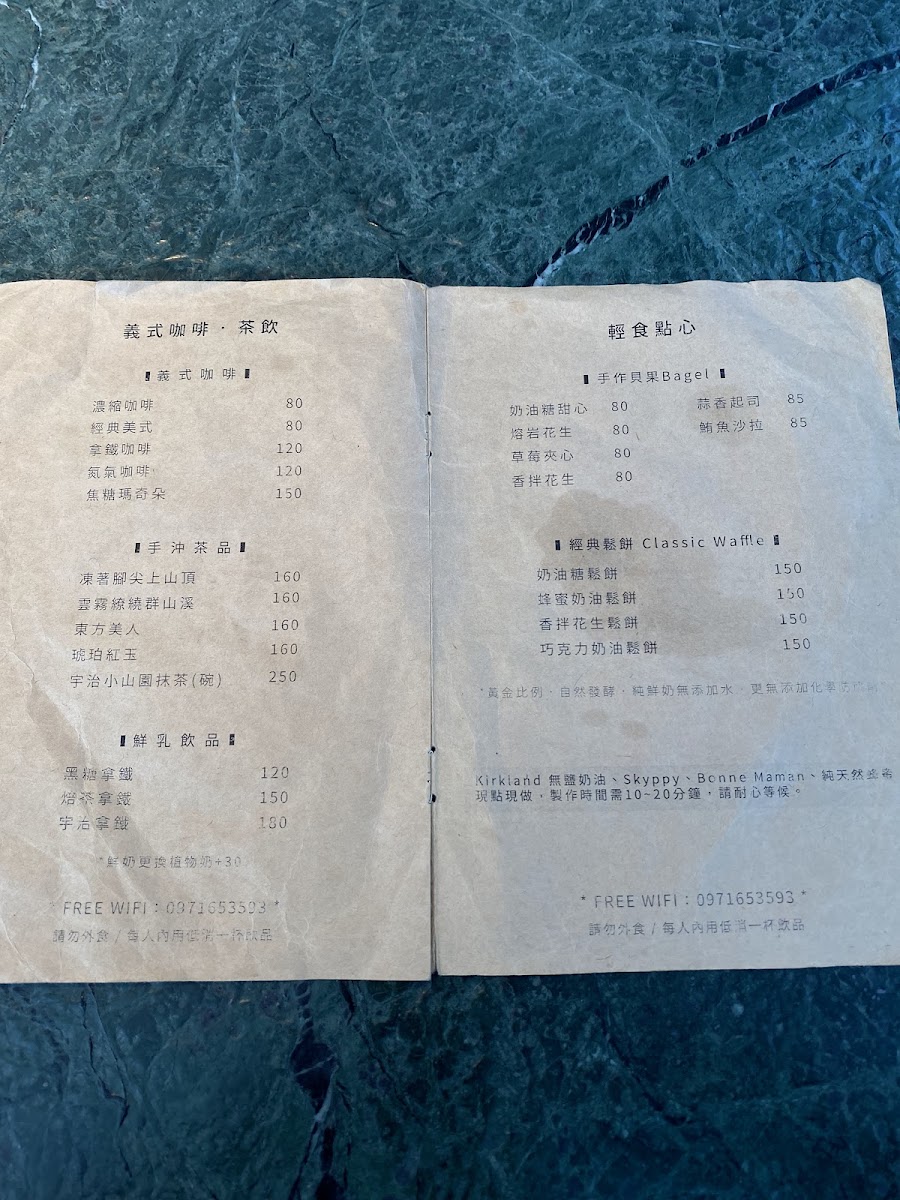 義式咖啡·茶飲
【義式咖啡】
濃縮咖啡 80
經典美式 80
拿鐵咖啡 120
氮氣咖啡 120
焦糖瑪奇朵 150
【手沖茶品】
凍著腳尖上山頂 160
雲霧繚繞群山溪 160
東方美人 160
琥珀紅玉 160
宇治小山園抹茶(碗) 250
【鮮乳飲品】
黑糖拿鐵 120
焙茶拿鐵 150
宇治拿鐵 180
*鮮奶更換植物奶+30
* FREE WIFI：0971653593 *
請勿外食 / 每人內用低消一杯飲品
輕食點心
【手作貝果Bagel】
奶油糖甜心 80 蒜香起司 85
熔岩花生 80 鮪魚沙拉 85
草莓夾心 80
香拌花生 80
【經典鬆餅 Classic Waffle】
奶油糖鬆餅 150
蜂蜜奶油鬆餅 150
香拌花生鬆餅 150
巧克力奶油鬆餅 150
*黃金比例·自然發酵·純鮮奶無添加水·更無添加化學
Kirkland 無鹽奶油、Skyppy、Bonne Maman、純天然蜂蜜
現點現做，製作時間需10~20分鐘，請耐心等候。
* FREE WIFI：0971653593 *
請勿外食 / 每人內用低消一杯飲品